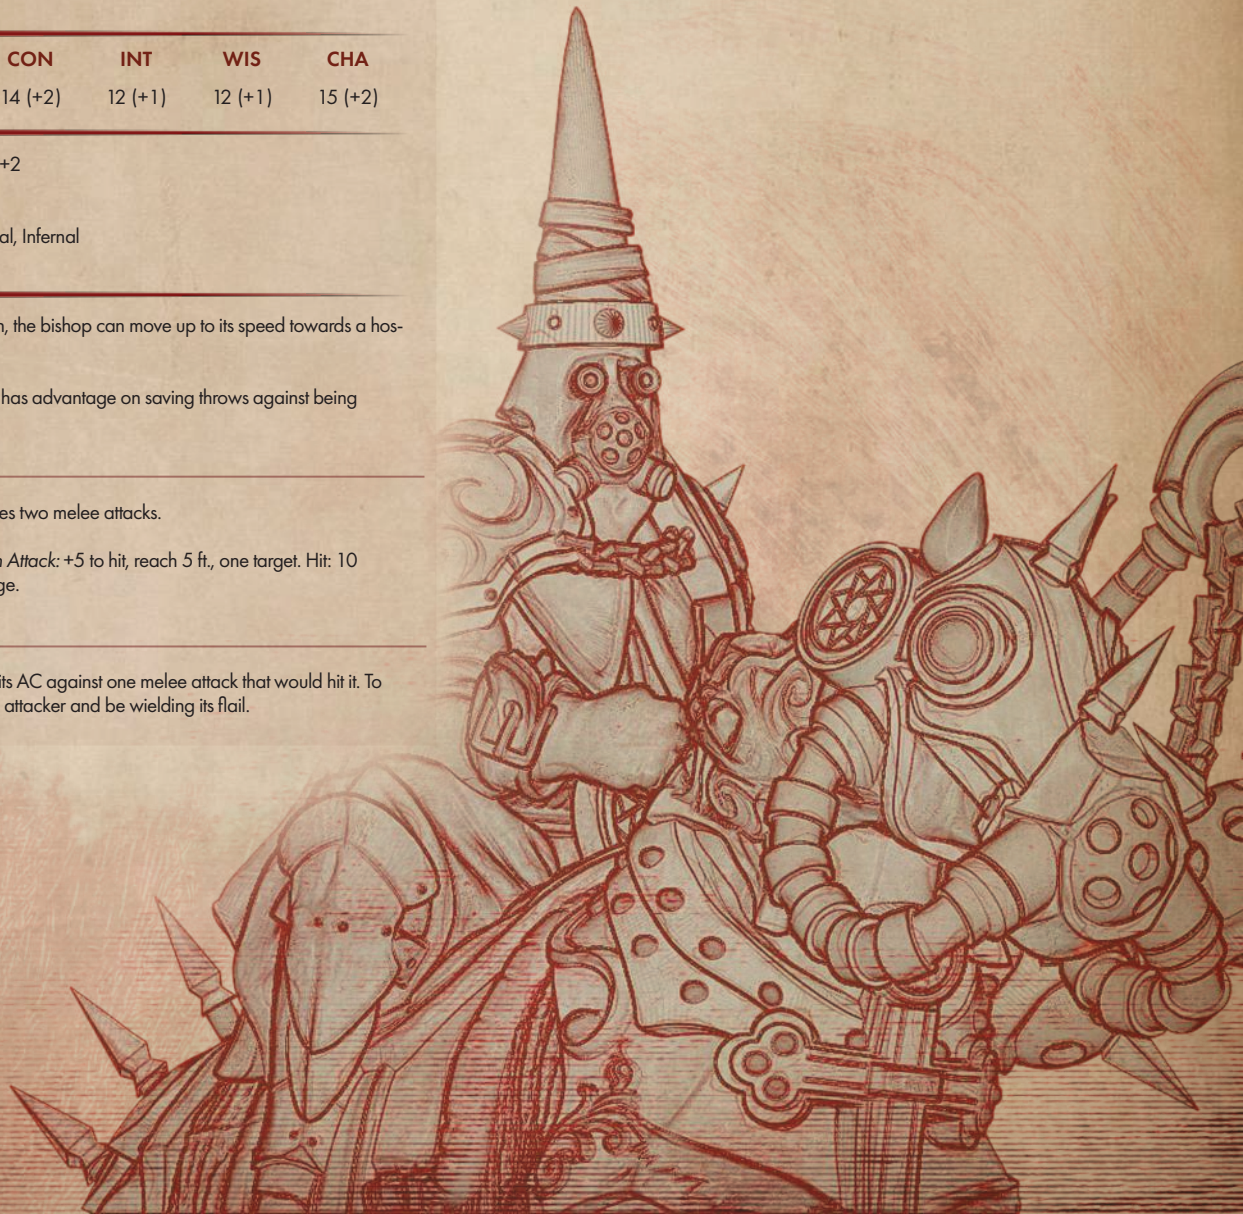 CON INT WIS CHA
14 (+2) 12 (+1) 12 (+1) 15 (+2)
+2
al, Infernal
n, the bishop can move up to its speed towards a hos-
has advantage on saving throws against being
es two melee attacks.
n Attack: +5 to hit, reach 5 ft., one target. Hit: 10
ge.
its AC against one melee attack that would hit it. To
attacker and be wielding its flail.